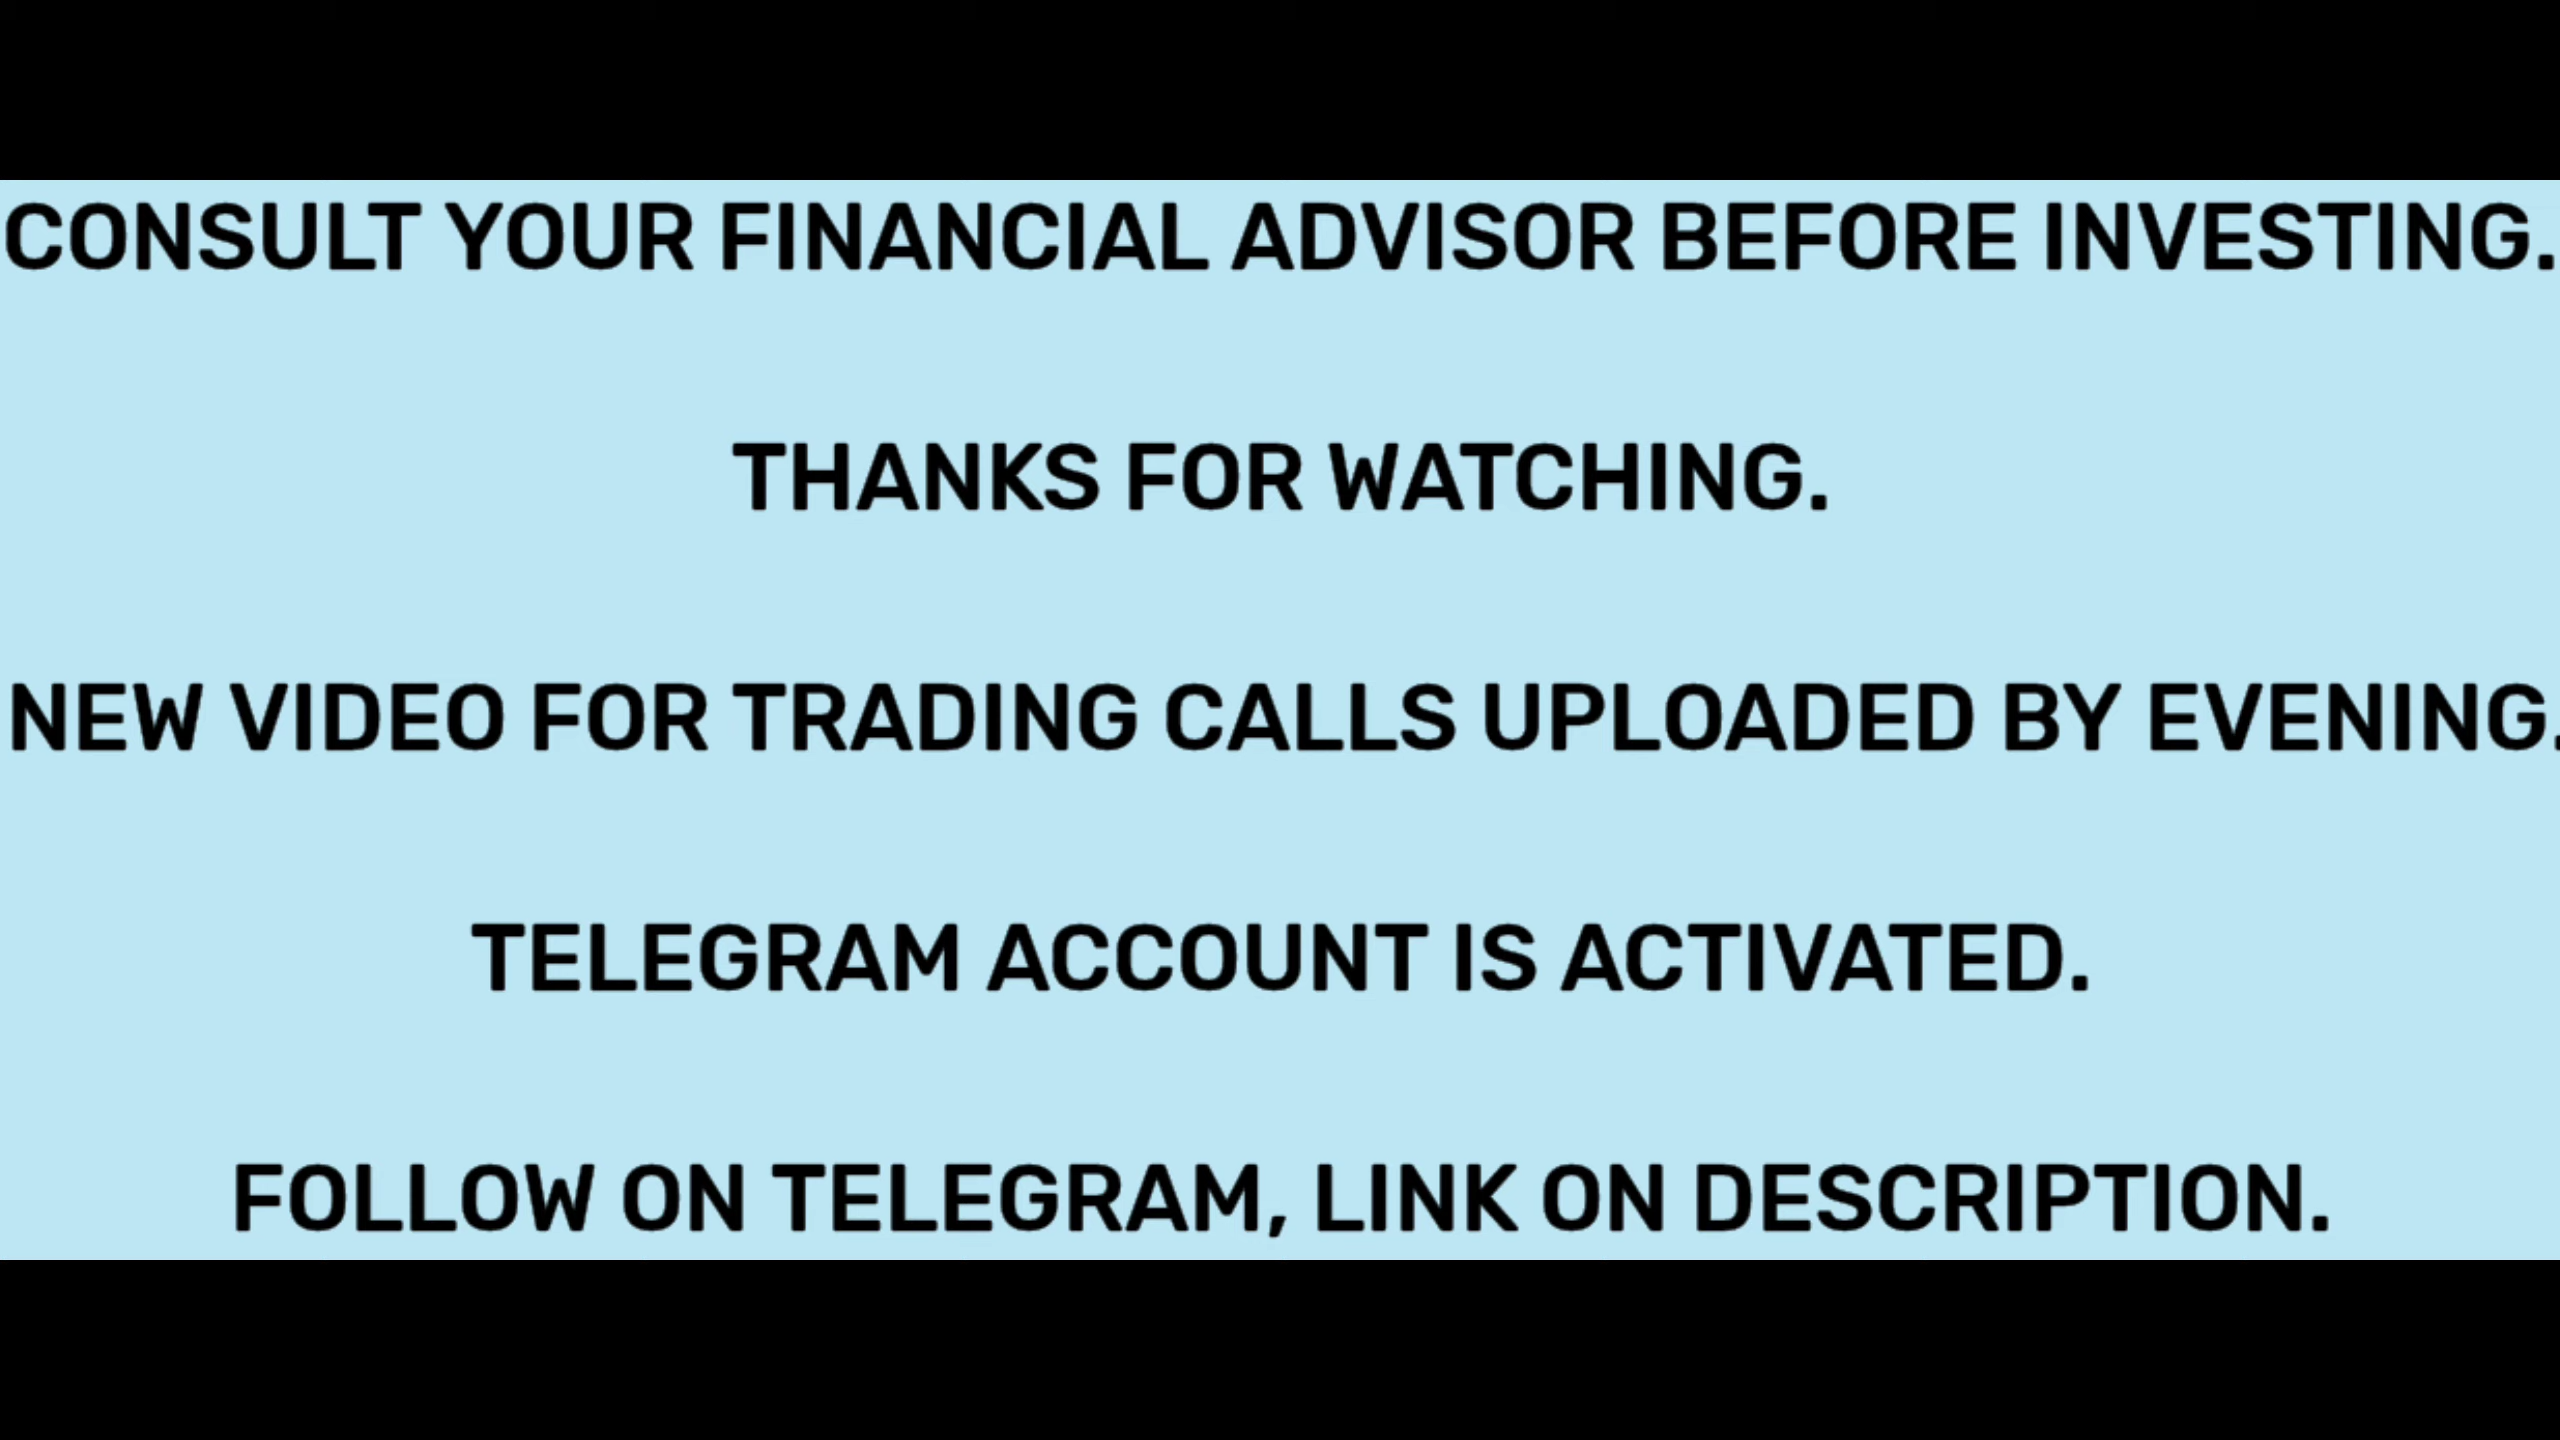 CONSULT YOUR FINANCIAL ADVISOR BEFORE INVESTING.
THANKS FOR WATCHING.
NEW VIDEO FOR TRADING CALLS UPLOADED BY EVENING.
TELEGRAM ACCOUNT IS ACTIVATED.
FOLLOW ON TELEGRAM, LINK ON DESCRIPTION.